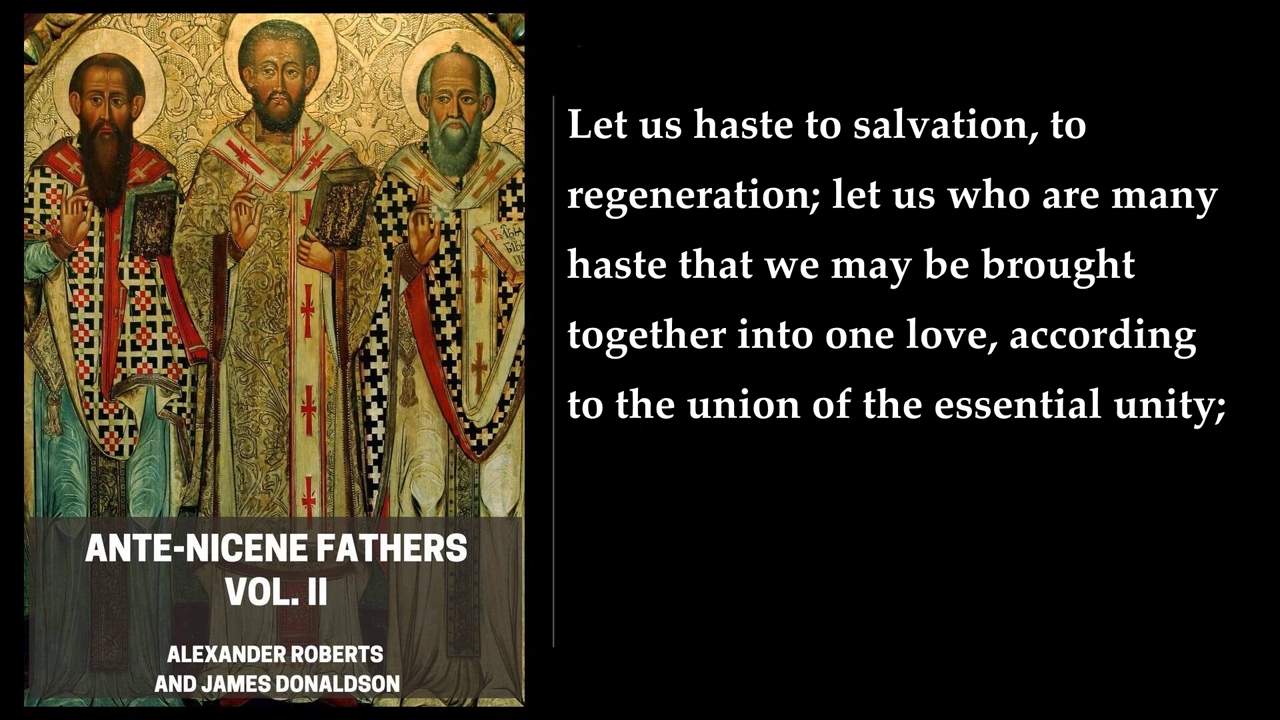 Let us haste to salvation, to
regeneration; let us who are many
haste that we may be brought
together into one love, according
to the union of the essential unity;
ANTE-NICENE FATHERS
VOL. II
ALEXANDER ROBERTS
AND JAMES DONALDSON